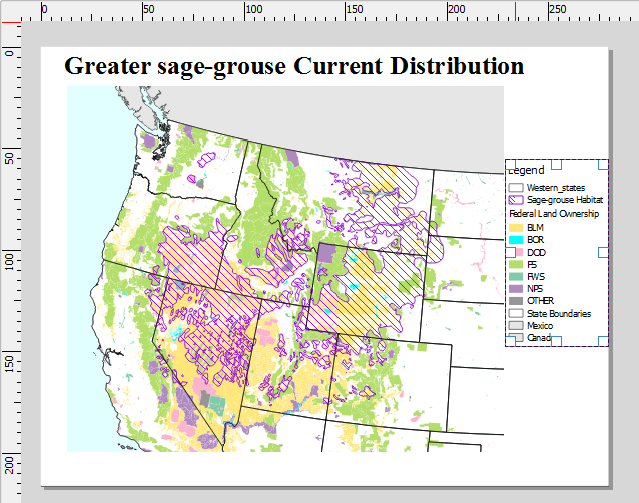 0 50 100 150 200 250
0
50
100
150
200
Greater sage-grouse Current Distribution
Legend
Western_states
Sage-grouse Habitat
Federal Land Ownership
BLM
BOR
DOD
FS
FWS
NPS
OTHER
State Boundaries
Mexico
Canad